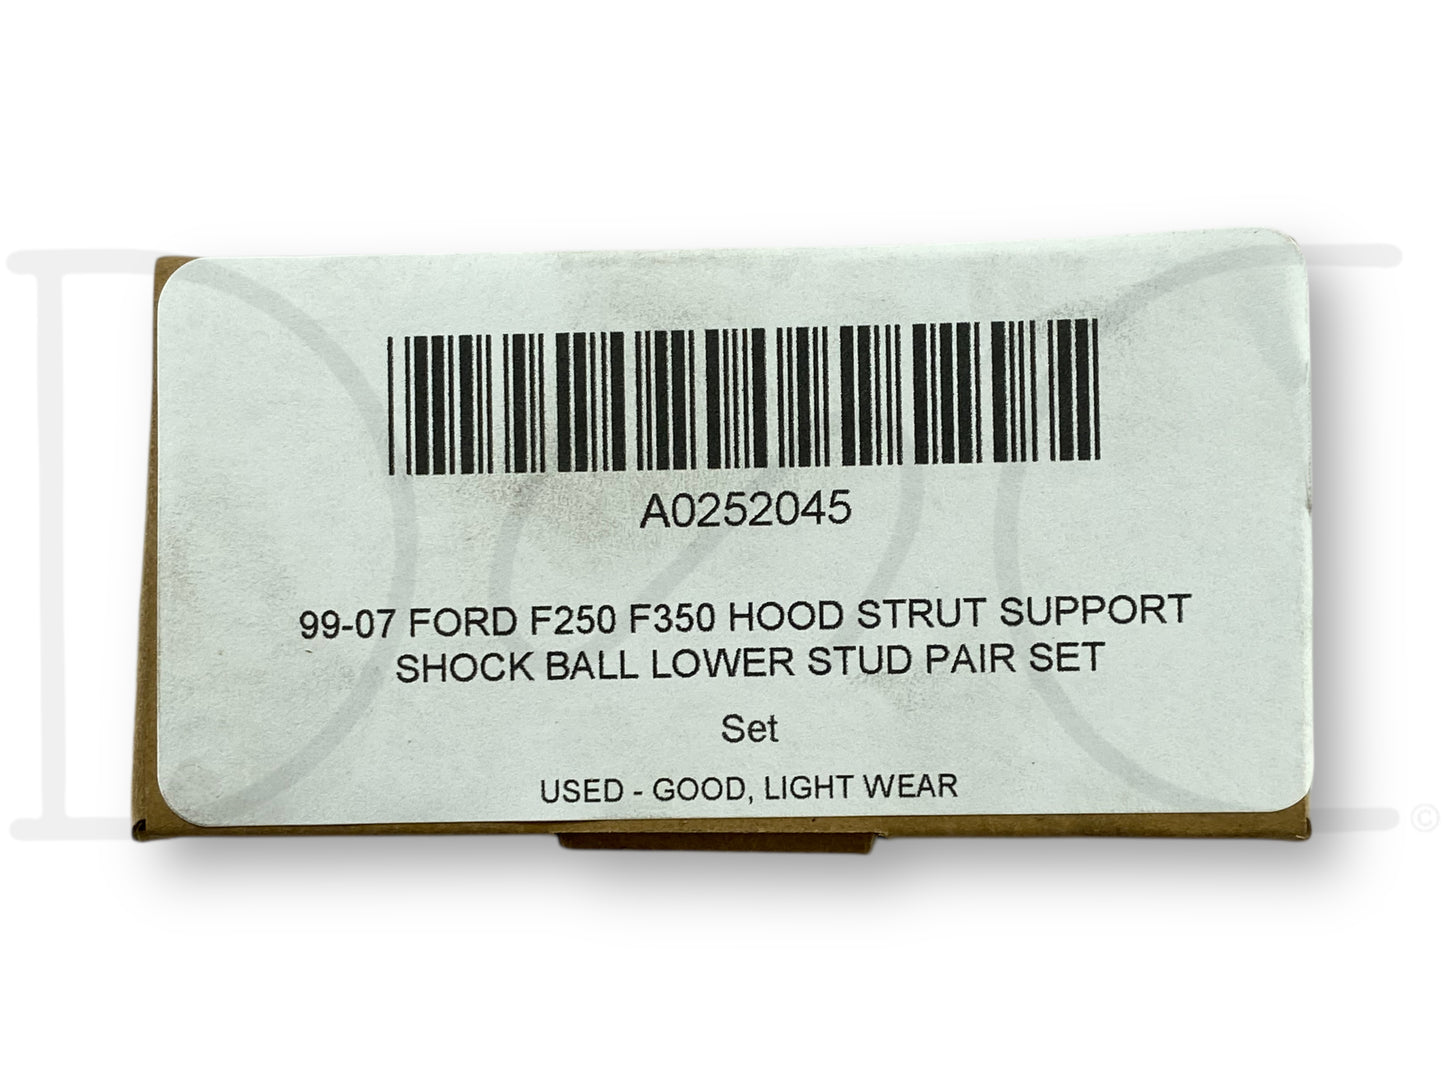 A0252045
99-07 FORD F250 F350 HOOD STRUT SUPPORT
SHOCK BALL LOWER STUD PAIR SET
Set
USED - GOOD, LIGHT WEAR
D2C
©